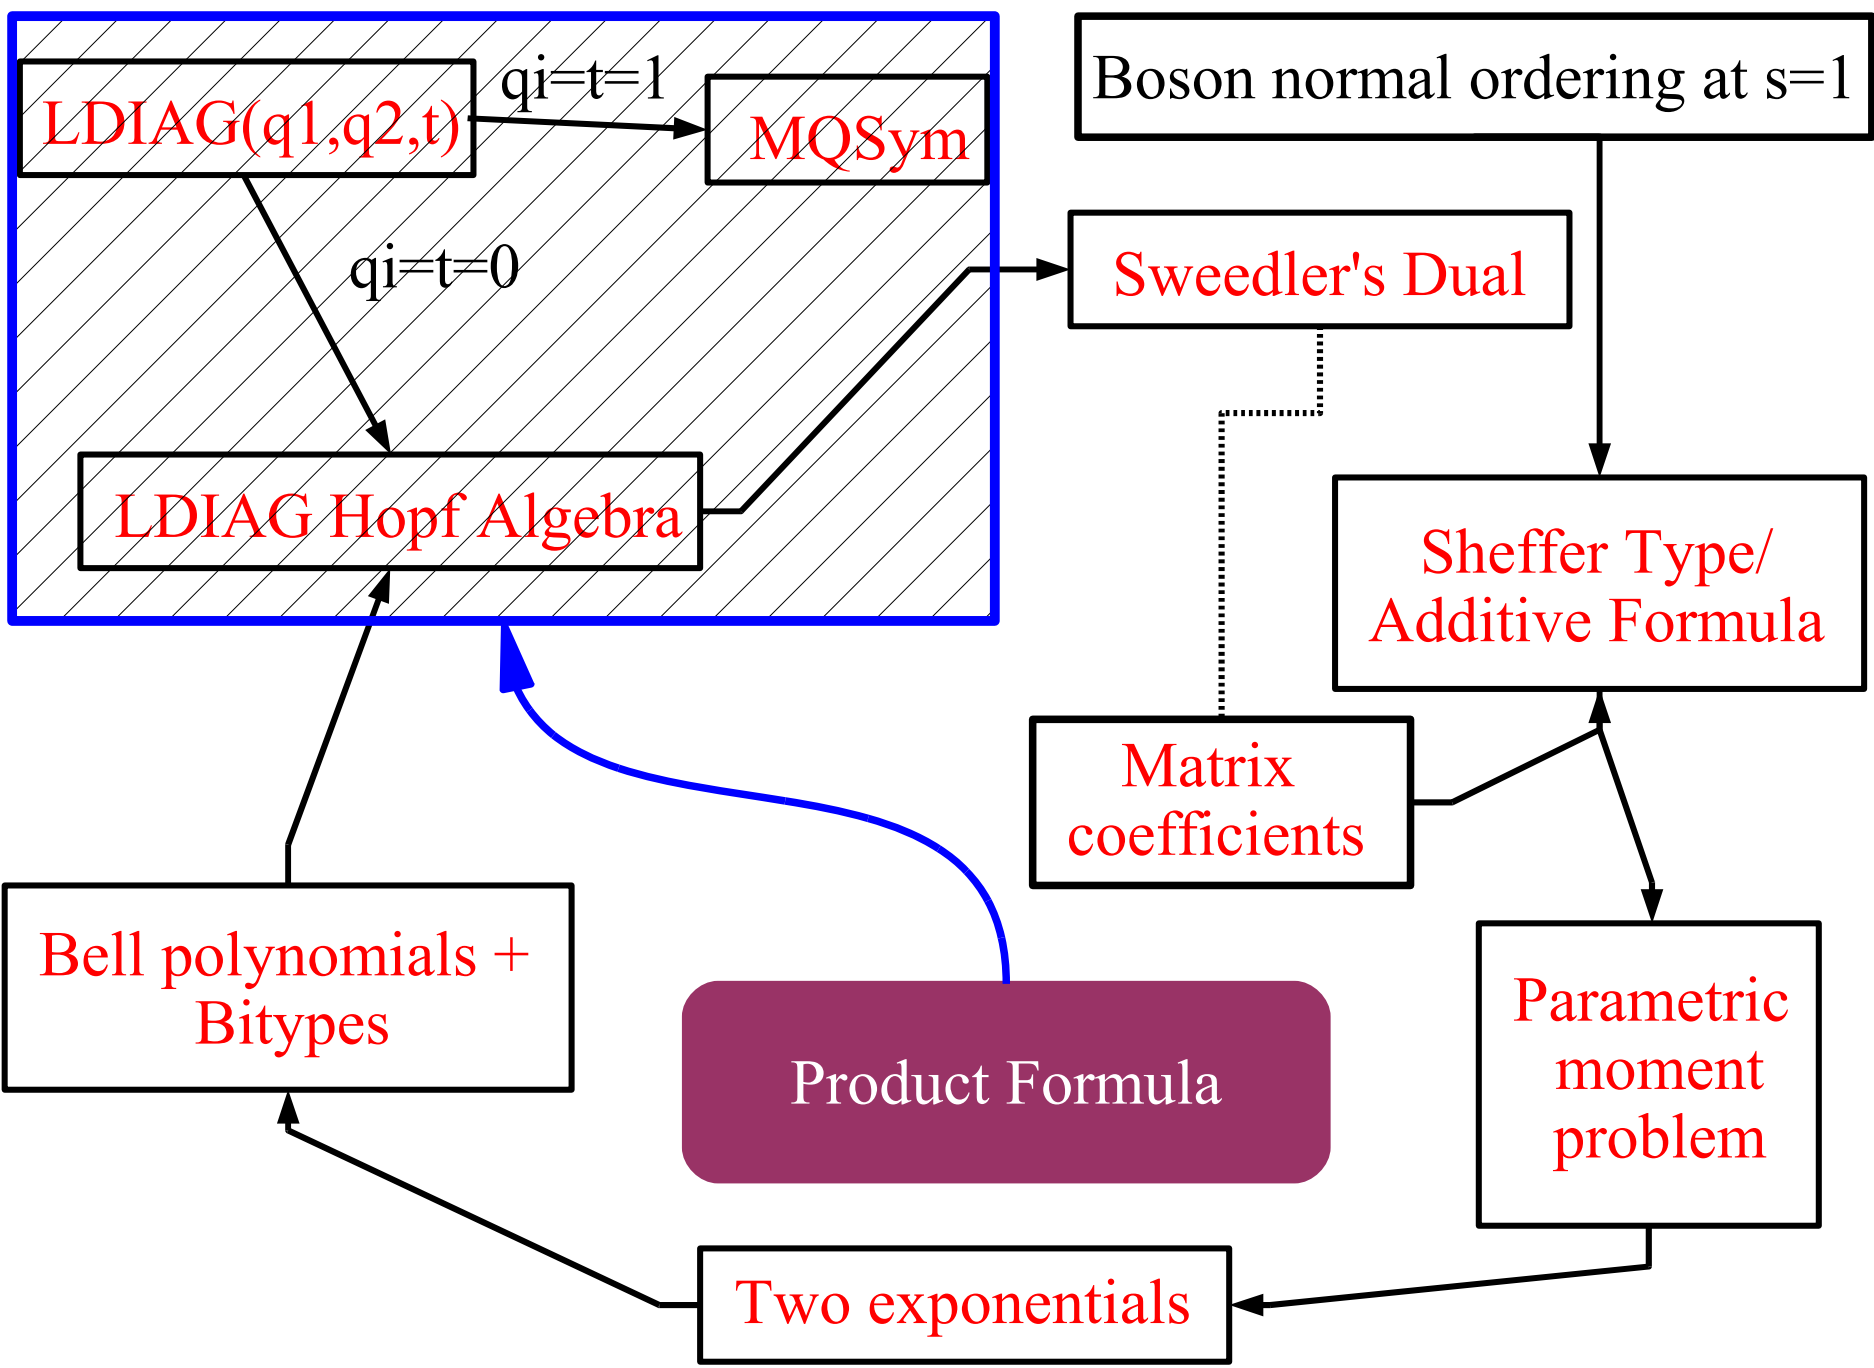 LDIAG(q1,q2,t)
qi=t=1
MQSym
Boson normal ordering at s=1
qi=t=0
Sweedler's Dual
LDIAG Hopf Algebra
Sheffer Type/
Additive Formula
Matrix
coefficients
Bell polynomials +
Bitypes
Product Formula
Parametric
moment
problem
Two exponentials